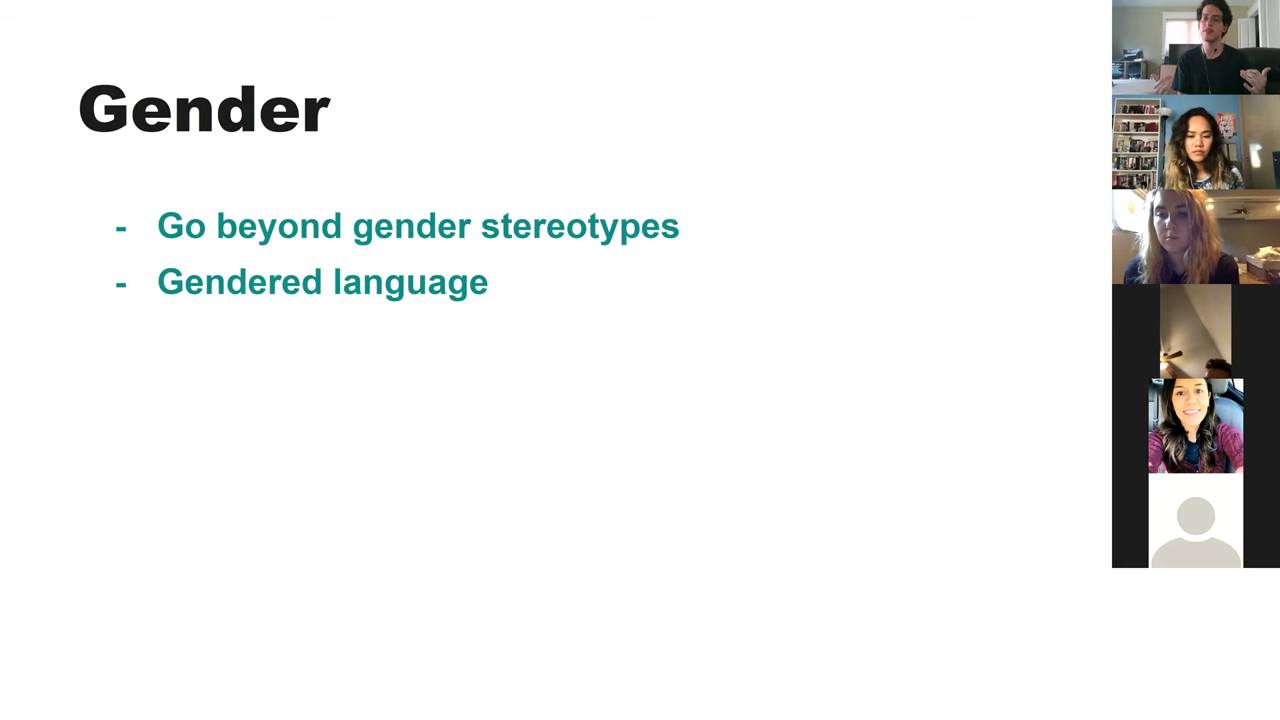 Gender
- Go beyond gender stereotypes
- Gendered language